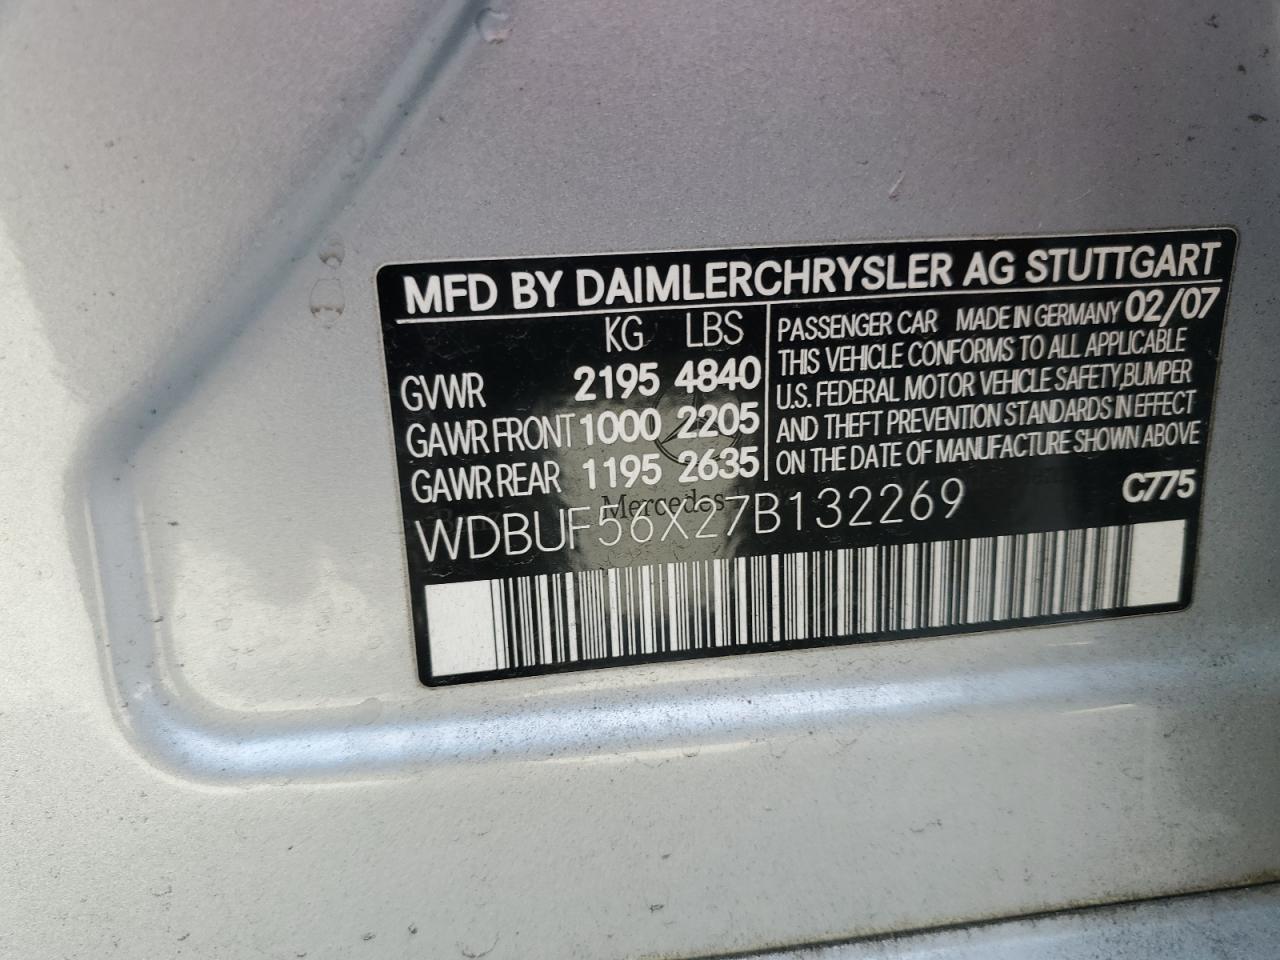 MFD BY DAIMLERCHRYSLER AG STUTTGART
KG LBS
GVWR 2195 4840
GAWR FRONT 1000 2205
GAWR REAR 1195 2635
PASSENGER CAR MADE IN GERMANY 02/07
THIS VEHICLE CONFORMS TO ALL APPLICABLE
U.S. FEDERAL MOTOR VEHICLE SAFETY,BUMPER
AND THEFT PREVENTION STANDARDS IN EFFECT
ON THE DATE OF MANUFACTURE SHOWN ABOVE
C775
Mercedes
WDBUF56X27B132269